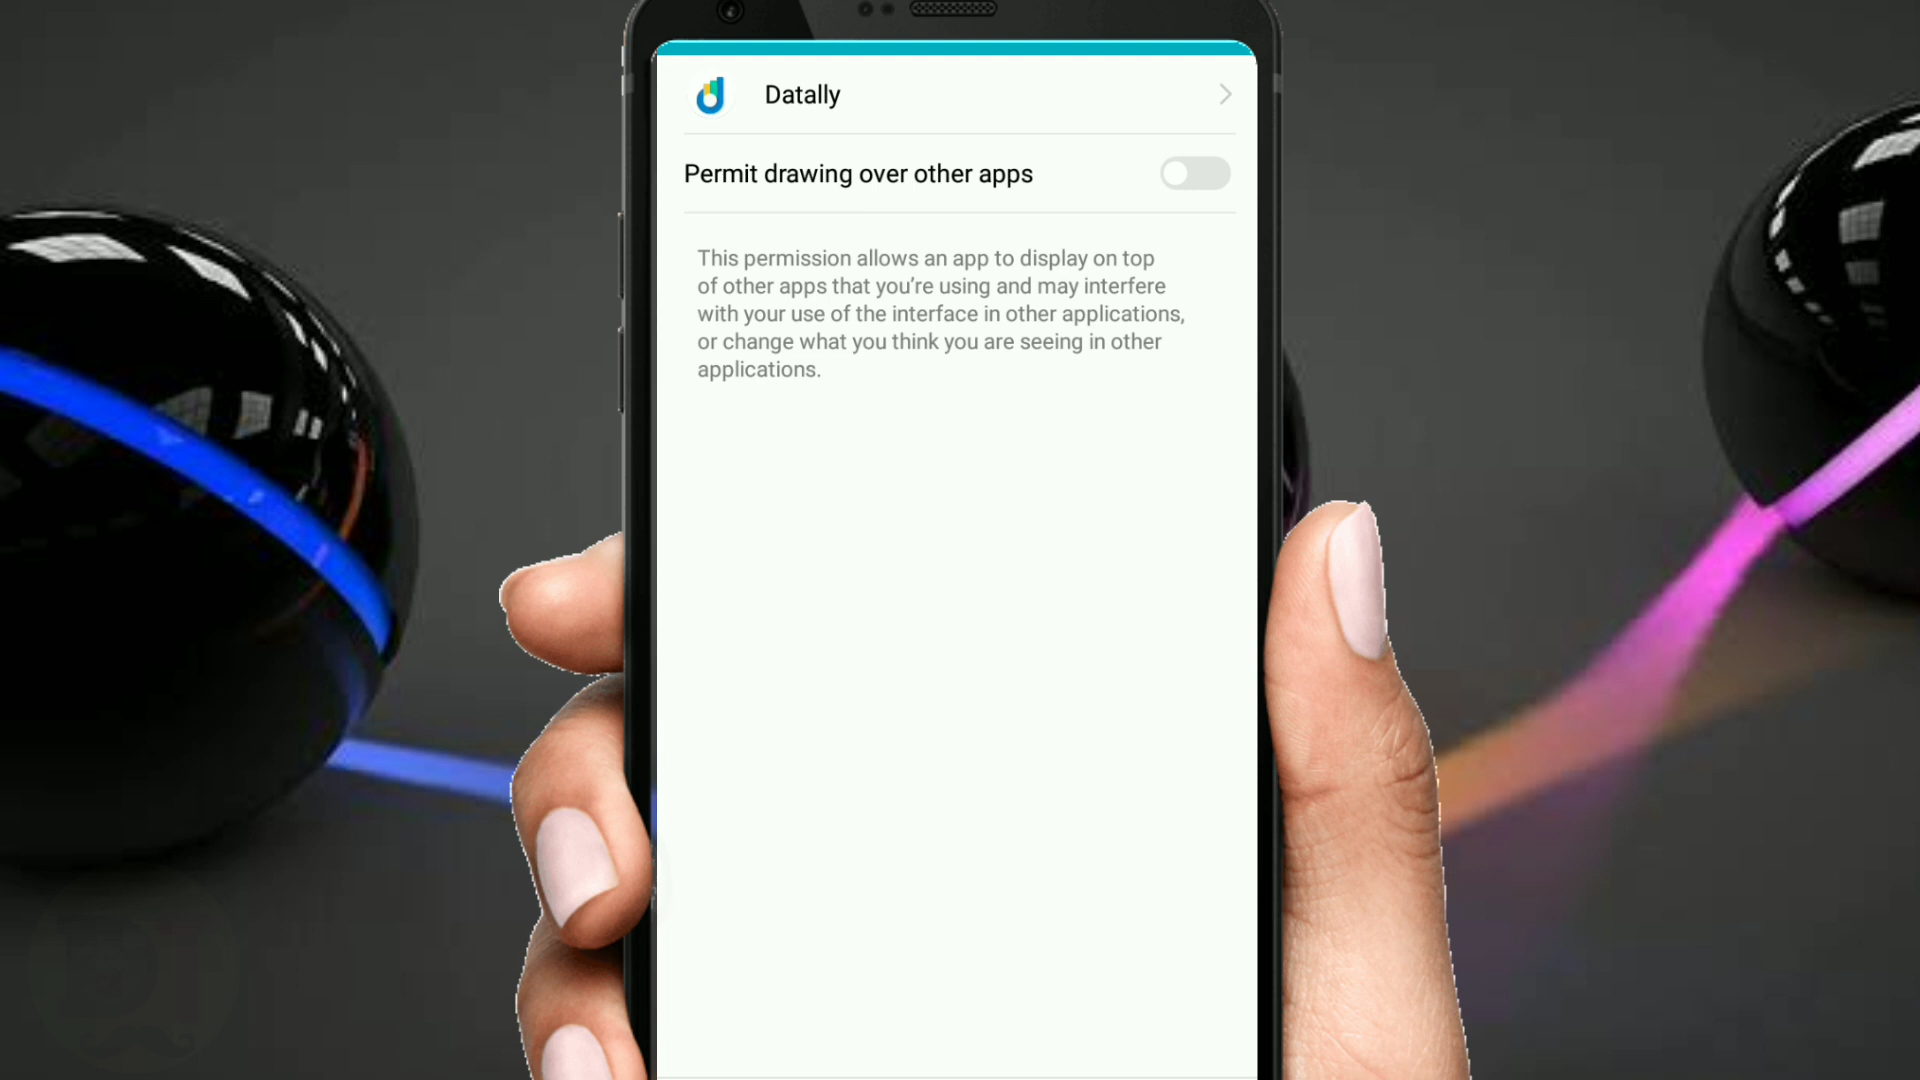 Datally
Permit drawing over other apps
This permission allows an app to display on top
of other apps that you're using and may interfere
with your use of the interface in other applications,
or change what you think you are seeing in other
applications.